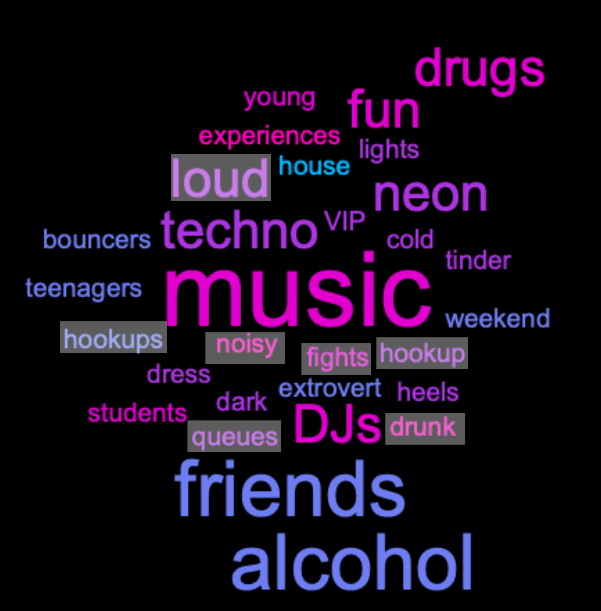 drugs
young
fun
experiences
lights
loud
house
neon
techno
VIP
bouncers
cold
tinder
teenagers
music
weekend
hookups
noisy
fights
hookup
dress
extrovert
heels
dark
students
DJs
drunk
queues
friends
alcohol